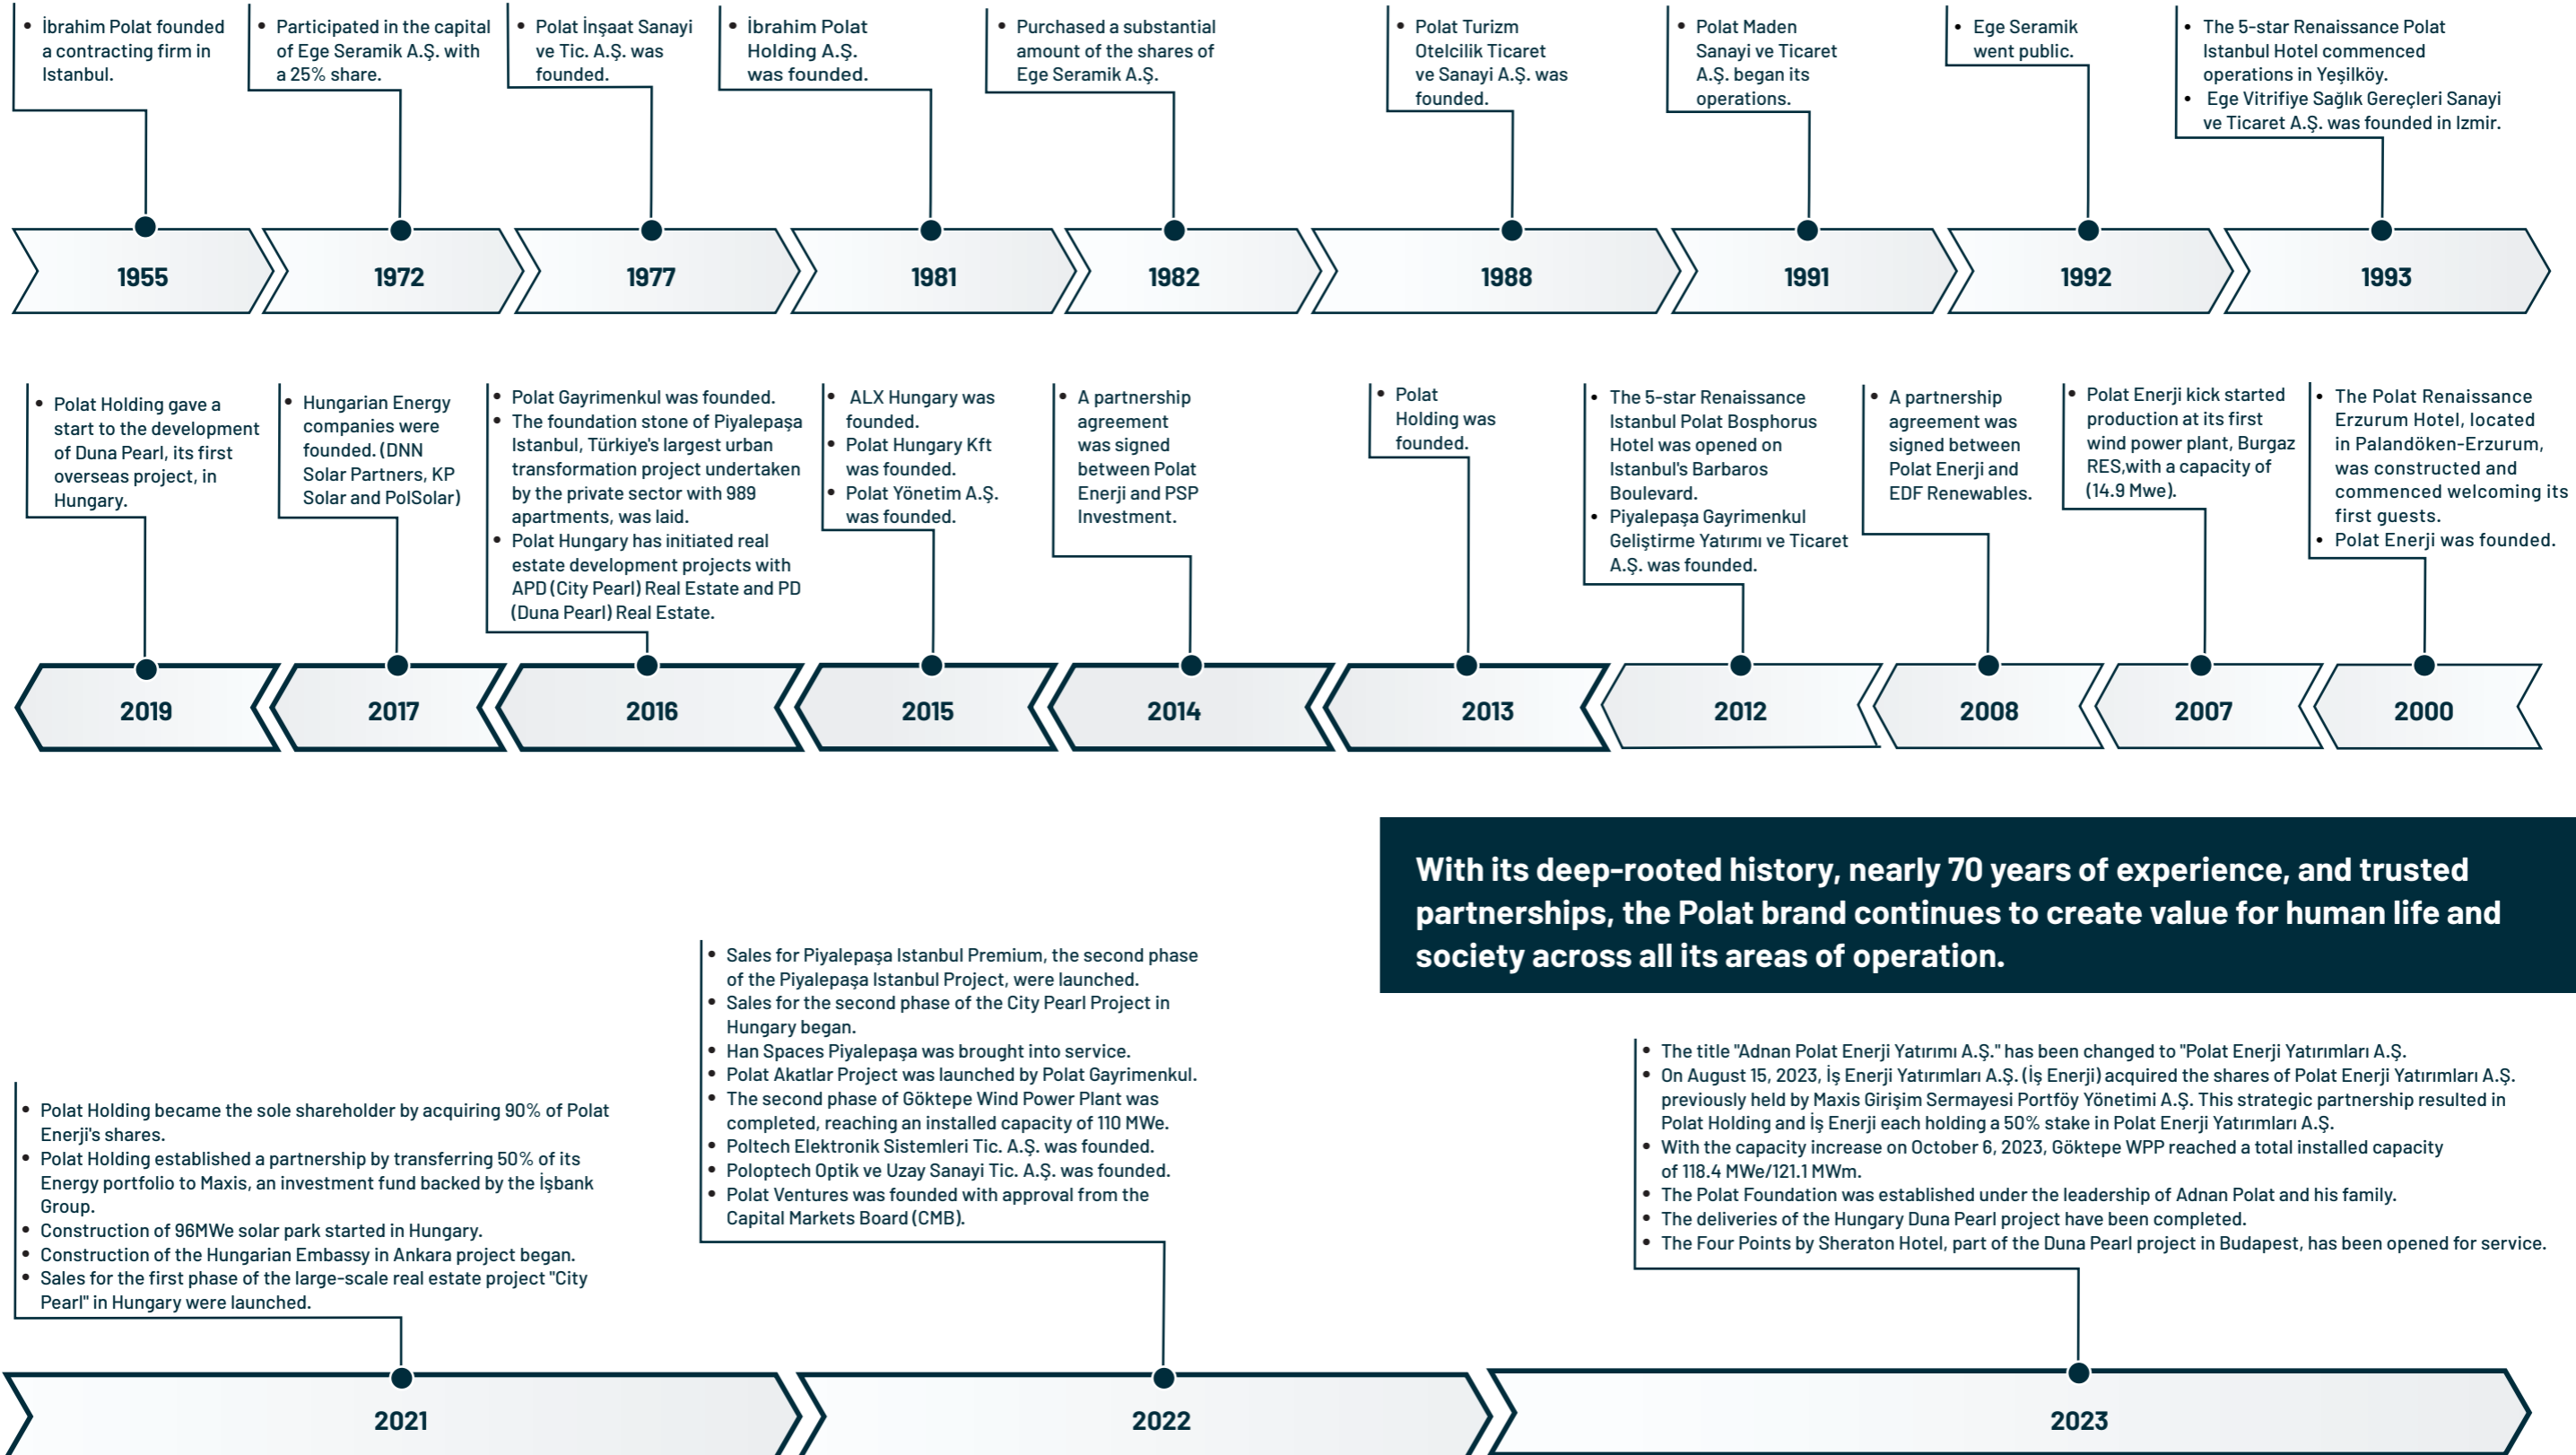 İbrahim Polat founded
a contracting firm in
Istanbul.
1955
Participated in the capital
of Ege Seramik A.Ş. with
a 25% share.
1972
Polat İnşaat Sanayi
ve Tic. A.Ş. was
founded.
1977
İbrahim Polat
Holding A.Ş.
was founded.
1981
Purchased a substantial
amount of the shares of
Ege Seramik A.Ş.
1982
Polat Turizm
Otelcilik Ticaret
ve Sanayi A.Ş. was
founded.
1988
Polat Maden
Sanayi ve Ticaret
A.Ş. began its
operations.
1991
Ege Seramik
went public.
1992
The 5-star Renaissance Polat
Istanbul Hotel commenced
operations in Yeşilköy.
Ege Vitrifiye Sağlık Gereçleri Sanayi
ve Ticaret A.Ş. was founded in Izmir.
1993
Polat Holding gave a
start to the development
of Duna Pearl, its first
overseas project, in
Hungary.
2019
Hungarian Energy
companies were
founded. (DNN
Solar Partners, KP
Solar and PolSolar)
2017
Polat Gayrimenkul was founded.
The foundation stone of Piyalepaşa
Istanbul, Türkiye's largest urban
transformation project undertaken
by the private sector with 989
apartments, was laid.
Polat Hungary has initiated real
estate development projects with
APD (City Pearl) Real Estate and PD
(Duna Pearl) Real Estate.
2016
ALX Hungary was
founded.
Polat Hungary Kft
was founded.
Polat Yönetim A.Ş.
was founded.
2015
A partnership
agreement
was signed
between Polat
Enerji and PSP
Investment.
2014
Polat
Holding was
founded.
2013
The 5-star Renaissance
Istanbul Polat Bosphorus
Hotel was opened on
Istanbul's Barbaros
Boulevard.
Piyalepaşa Gayrimenkul
Geliştirme Yatırımı ve Ticaret
A.Ş. was founded.
2012
A partnership
agreement was
signed between
Polat Enerji and
EDF Renewables.
2008
Polat Enerji kick started
production at its first
wind power plant, Burgaz
RES,with a capacity of
(14.9 Mwe).
2007
The Polat Renaissance
Erzurum Hotel, located
in Palandöken-Erzurum,
was constructed and
commenced welcoming its
first guests.
Polat Enerji was founded.
2000
With its deep-rooted history, nearly 70 years of experience, and trusted
partnerships, the Polat brand continues to create value for human life and
society across all its areas of operation.
Polat Holding became the sole shareholder by acquiring 90% of Polat
Enerji's shares.
Polat Holding established a partnership by transferring 50% of its
Energy portfolio to Maxis, an investment fund backed by the İşbank
Group.
Construction of 96MWe solar park started in Hungary.
Construction of the Hungarian Embassy in Ankara project began.
Sales for the first phase of the large-scale real estate project "City
Pearl" in Hungary were launched.
2021
Sales for Piyalepaşa Istanbul Premium, the second phase
of the Piyalepaşa Istanbul Project, were launched.
Sales for the second phase of the City Pearl Project in
Hungary began.
Han Spaces Piyalepaşa was brought into service.
Polat Akatlar Project was launched by Polat Gayrimenkul.
The second phase of Göktepe Wind Power Plant was
completed, reaching an installed capacity of 110 MWe.
Poltech Elektronik Sistemleri Tic. A.Ş. was founded.
Poloptech Optik ve Uzay Sanayi Tic. A.Ş. was founded.
Polat Ventures was founded with approval from the
Capital Markets Board (CMB).
2022
The title "Adnan Polat Enerji Yatırımı A.Ş." has been changed to "Polat Enerji Yatırımları A.Ş.
On August 15, 2023, İş Enerji Yatırımları A.Ş. (İş Enerji) acquired the shares of Polat Enerji Yatırımları A.Ş.
previously held by Maxis Girişim Sermayesi Portföy Yönetimi A.Ş. This strategic partnership resulted in
Polat Holding and İş Enerji each holding a 50% stake in Polat Enerji Yatırımları A.Ş.
With the capacity increase on October 6, 2023, Göktepe WPP reached a total installed capacity
of 118.4 MWe/121.1 MWm.
The Polat Foundation was established under the leadership of Adnan Polat and his family.
The deliveries of the Hungary Duna Pearl project have been completed.
The Four Points by Sheraton Hotel, part of the Duna Pearl project in Budapest, has been opened for service.
2023